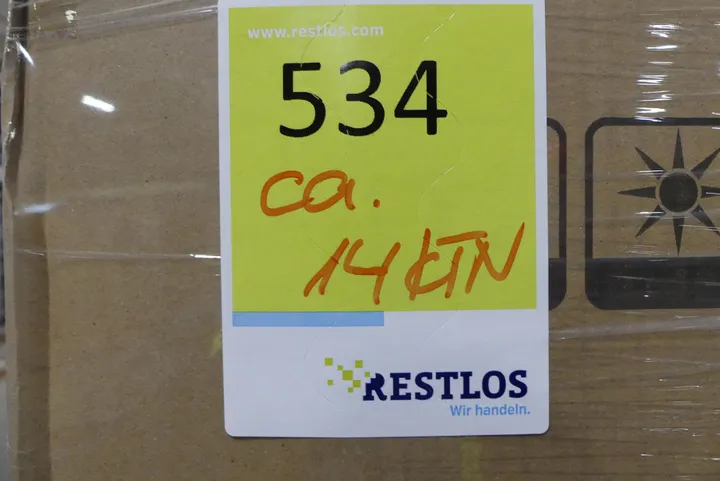 www.restlos.com
534
ca.
14 KTN
RESTLOS
Wir handeln.